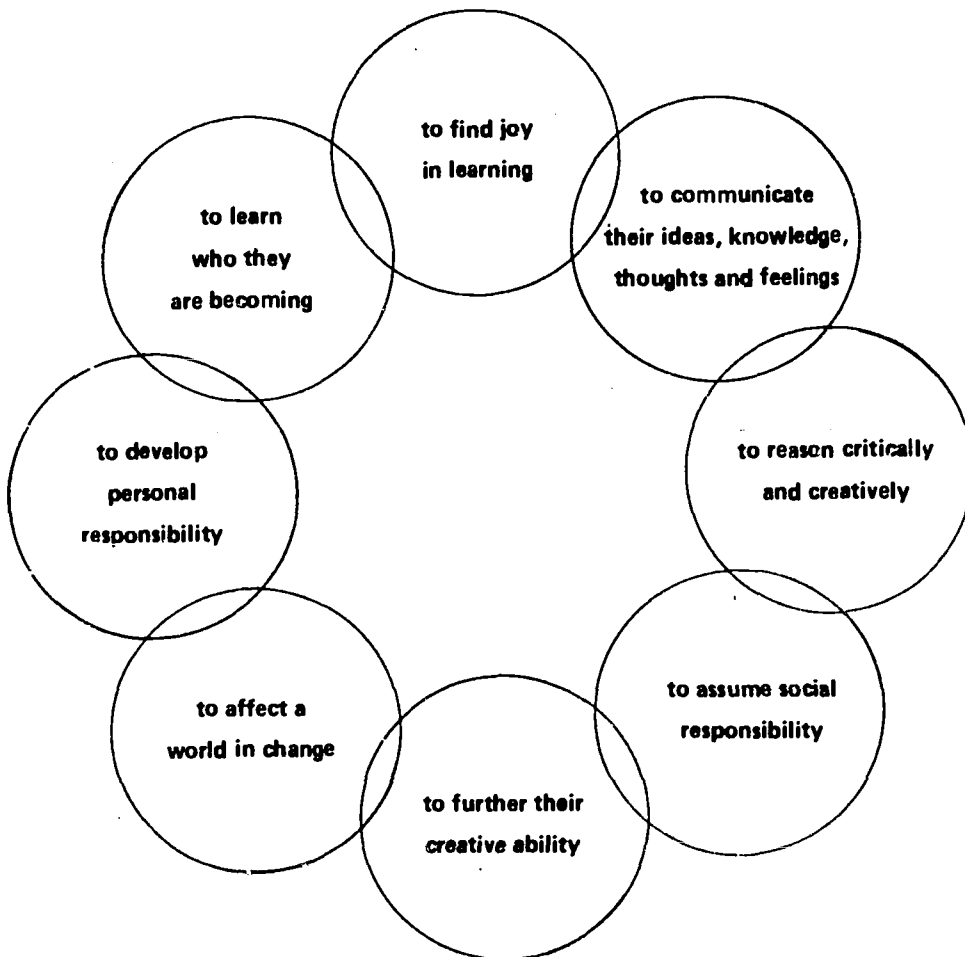 to find joy
in learning
to communicate
their ideas, knowledge,
thoughts and feelings
to reason critically
and creatively
to assume social
responsibility
to further their
creative ability
to affect a
world in change
to develop
personal
responsibility
to learn
who they
are becoming